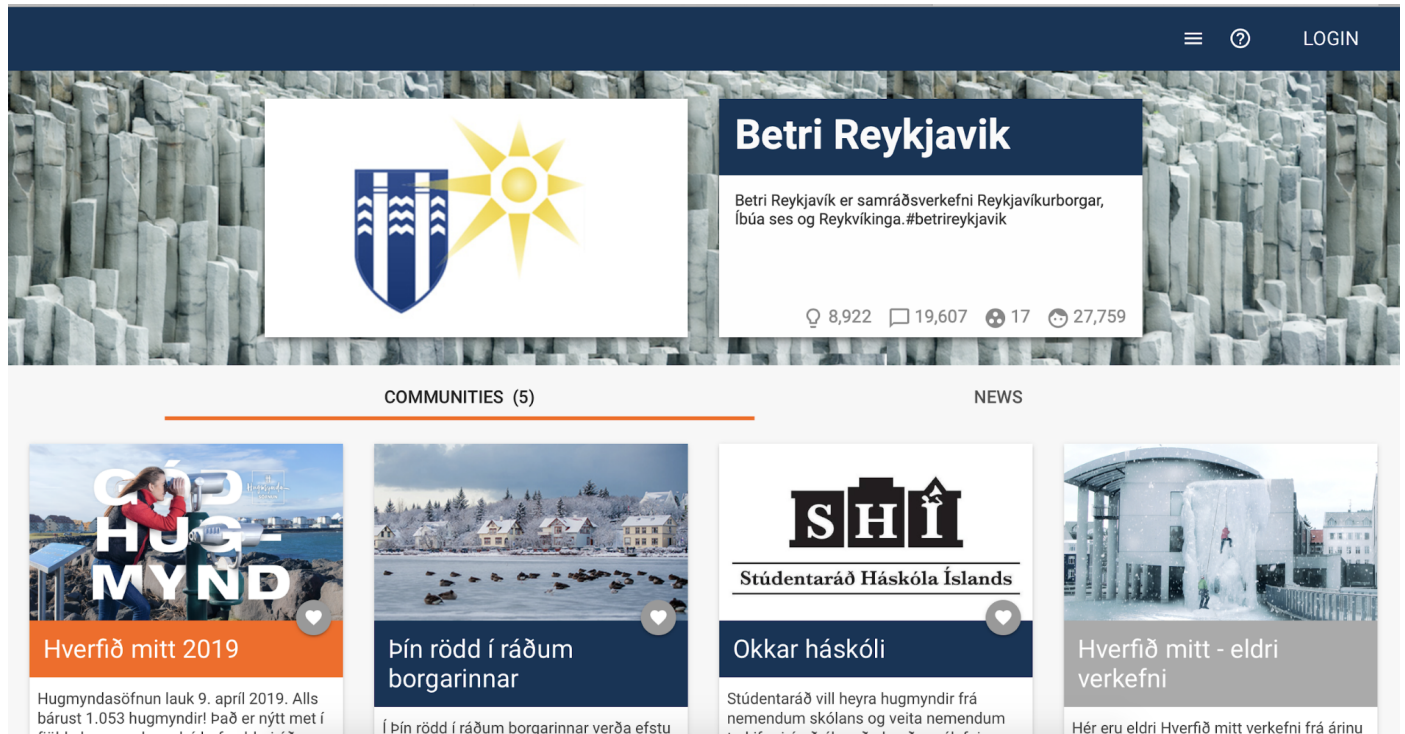 LOGIN
Betri Reykjavik
Betri Reykjavík er samráðsverkefni Reykjavíkurborgar,
Íbúa ses og Reykvíkinga.#betrireykjavik
8,922 19,607 17 27,759
COMMUNITIES (5)
NEWS
GÓÐ
HUG-
MYND
Hverfið mitt 2019
Hugmyndasöfnun lauk 9. apríl 2019. Alls
bárust 1.053 hugmyndir! Það er nýtt met í
Þín rödd í ráðum
borgarinnar
Í Þín rödd í ráðum borgarinnar verða efstu
SHÍ
Stúdentaráð Háskóla Íslands
Okkar háskóli
Stúdentaráð vill heyra hugmyndir frá
nemendum skólans og veita nemendum
Hverfið mitt - eldri
verkefni
Hér eru eldri Hverfið mitt verkefni frá árinu